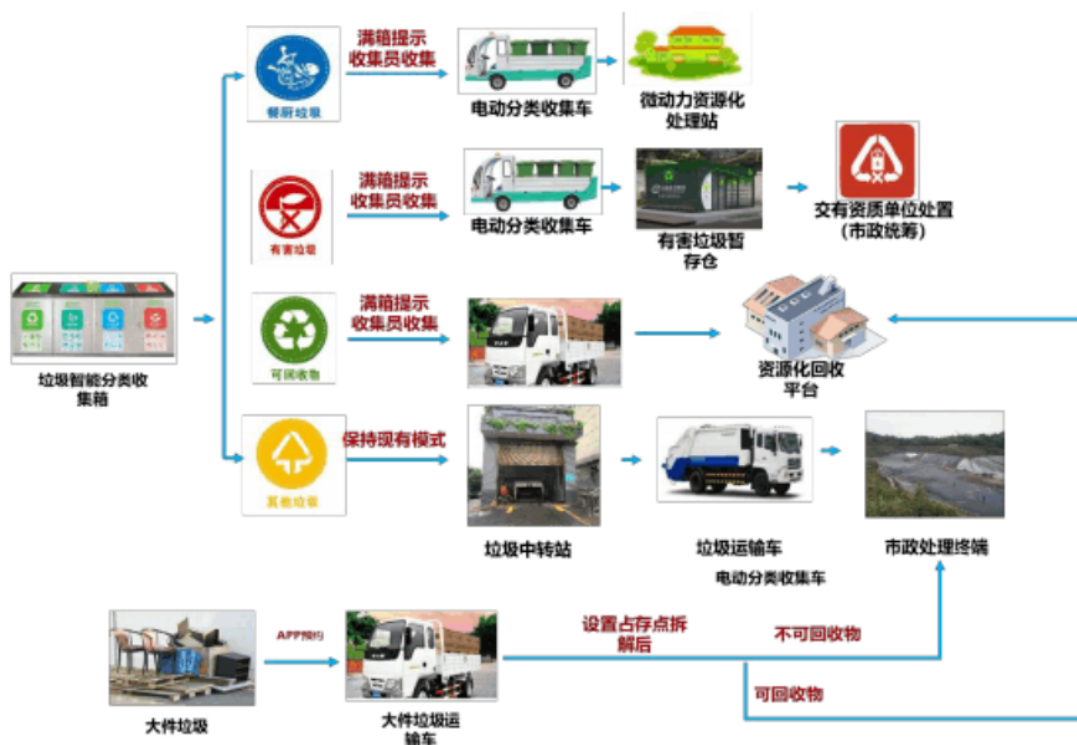 满箱提示
收集员收集
餐厨垃圾
电动分类收集车
微动力资源化
处理站
满箱提示
收集员收集
有害垃圾
电动分类收集车
有害垃圾暂
存仓
交有资质单位处置
（市政统筹）
垃圾智能分类收
集箱
满箱提示
收集员收集
可回收物
资源化回收
平台
保持现有模式
其他垃圾
垃圾中转站
垃圾运输车
电动分类收集车
市政处理终端
大件垃圾
APP预约
大件垃圾运
输车
设置占存点拆
解后
不可回收物
可回收物